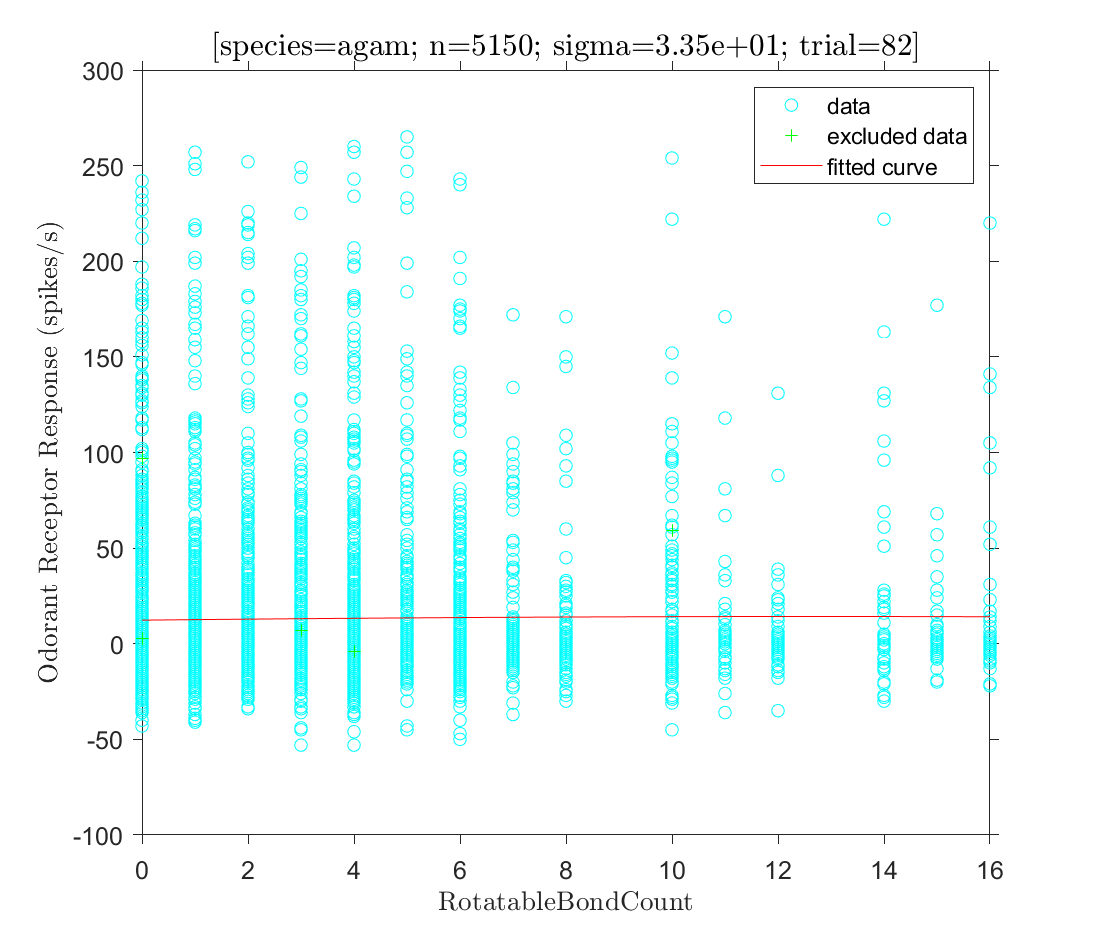 [species=agam; n=5150; sigma=3.35e+01; trial=82]
300
250
200
150
100
50
0
-50
-100
Odorant Receptor Response (spikes/s)
data
excluded data
fitted curve
0 2 4 6 8 10 12 14 16
RotatableBondCount